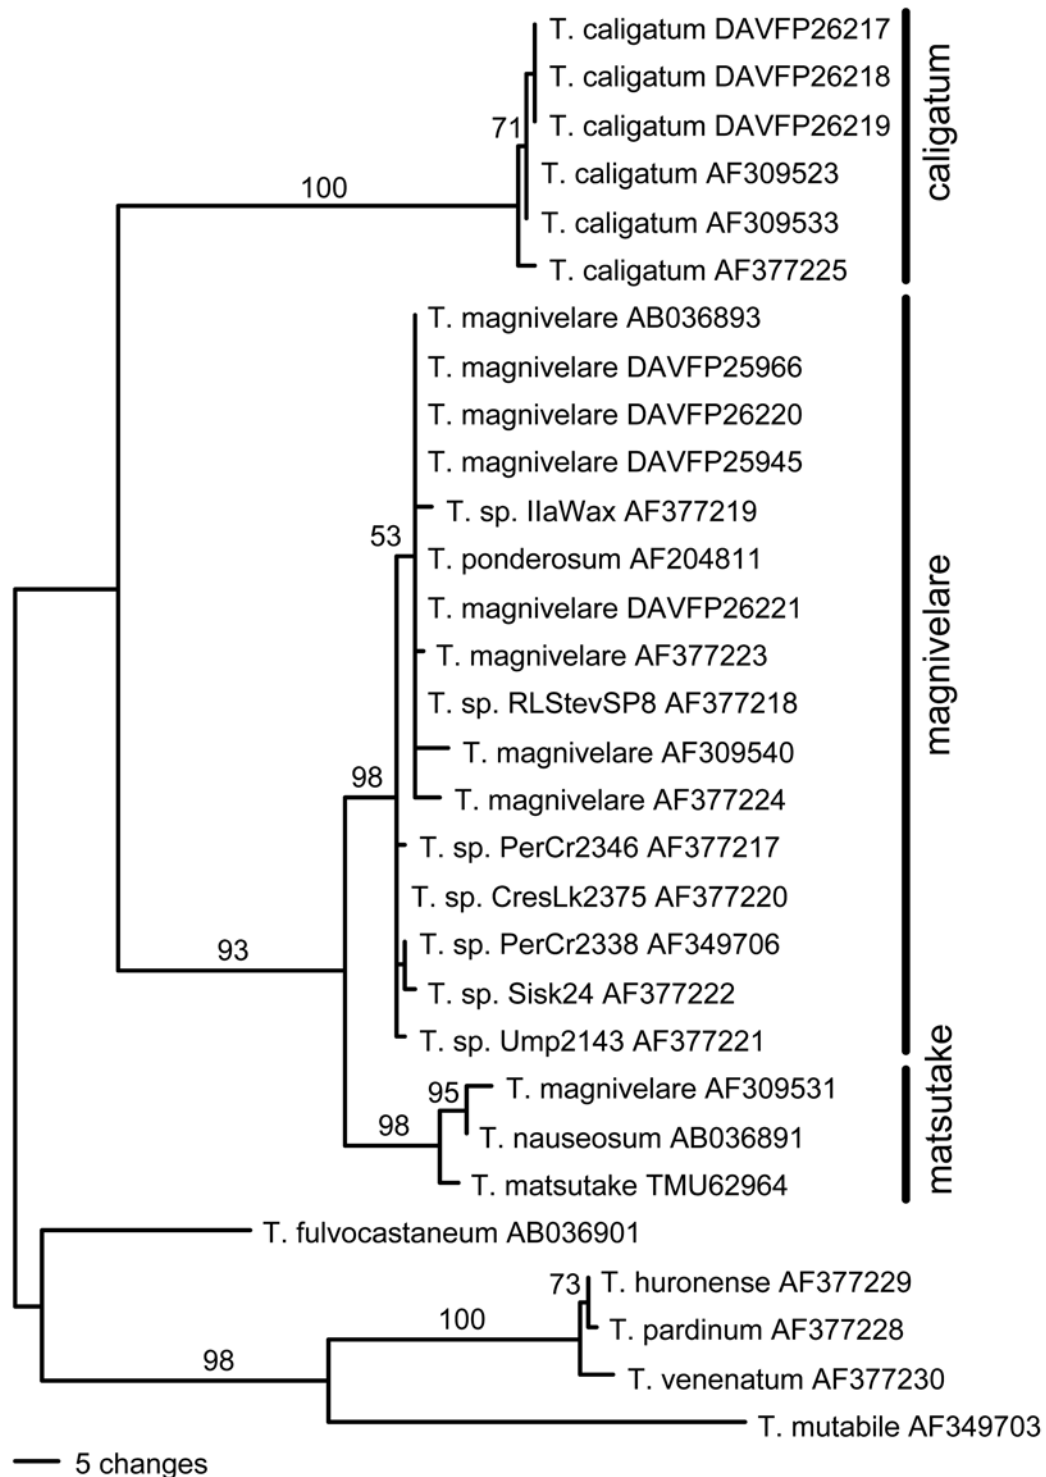 T. caligatum DAVFP26217
T. caligatum DAVFP26218
T. caligatum DAVFP26219
71
T. caligatum AF309523
100
T. caligatum AF309533
T. caligatum AF377225
caligatum
T. magnivelare AB036893
T. magnivelare DAVFP25966
T. magnivelare DAVFP26220
T. magnivelare DAVFP25945
T. sp. IIaWax AF377219
53
T. ponderosum AF204811
T. magnivelare DAVFP26221
T. magnivelare AF377223
T. sp. RLStevSP8 AF377218
T. magnivelare AF309540
98
T. magnivelare AF377224
T. sp. PerCr2346 AF377217
T. sp. CresLk2375 AF377220
93
T. sp. PerCr2338 AF349706
T. sp. Sisk24 AF377222
T. sp. Ump2143 AF377221
magnivelare
95
T. magnivelare AF309531
98
T. nauseosum AB036891
T. matsutake TMU62964
matsutake
T. fulvocastaneum AB036901
73
T. huronense AF377229
100
T. pardinum AF377228
98
T. venenatum AF377230
T. mutabile AF349703
5 changes